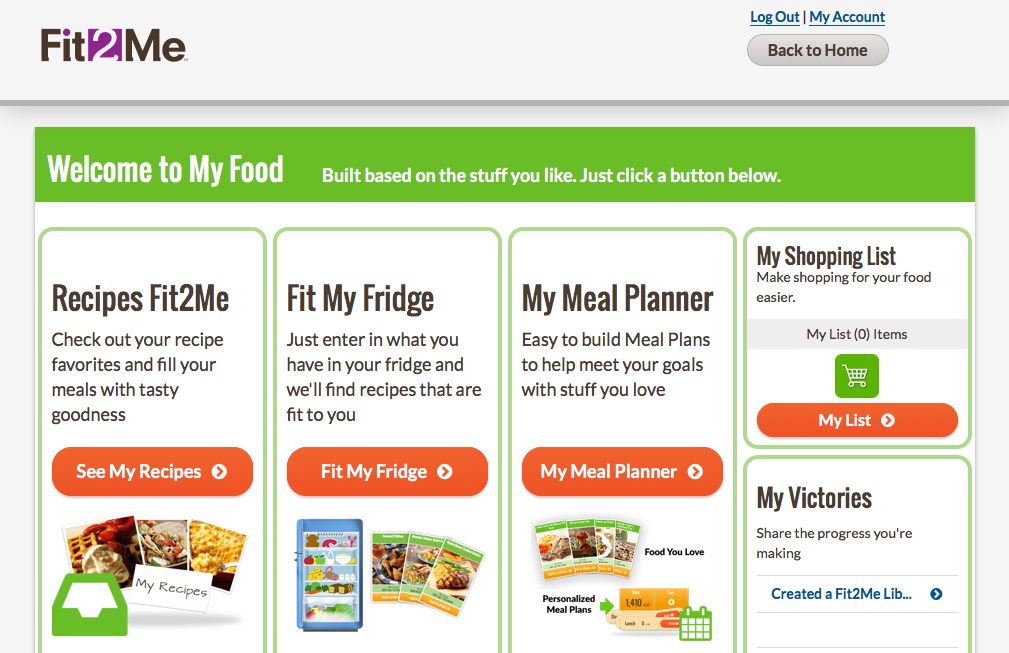 Fit2Me
Log Out | My Account
Back to Home
Welcome to My Food
Built based on the stuff you like. Just click a button below.
Recipes Fit2Me
Check out your recipe
favorites and fill your
meals with tasty
goodness
See My Recipes
My Recipes
Fit My Fridge
Just enter in what you
have in your fridge and
we'll find recipes that are
fit to you
Fit My Fridge
My Meal Planner
Easy to build Meal Plans
to help meet your goals
with stuff you love
My Meal Planner
Food You Love
Personalized
Meal Plans
1,410
Lunch
My Shopping List
Make shopping for your food
easier.
My List (0) Items
My List
My Victories
Share the progress you're
making
Created a Fit2Me Lib...